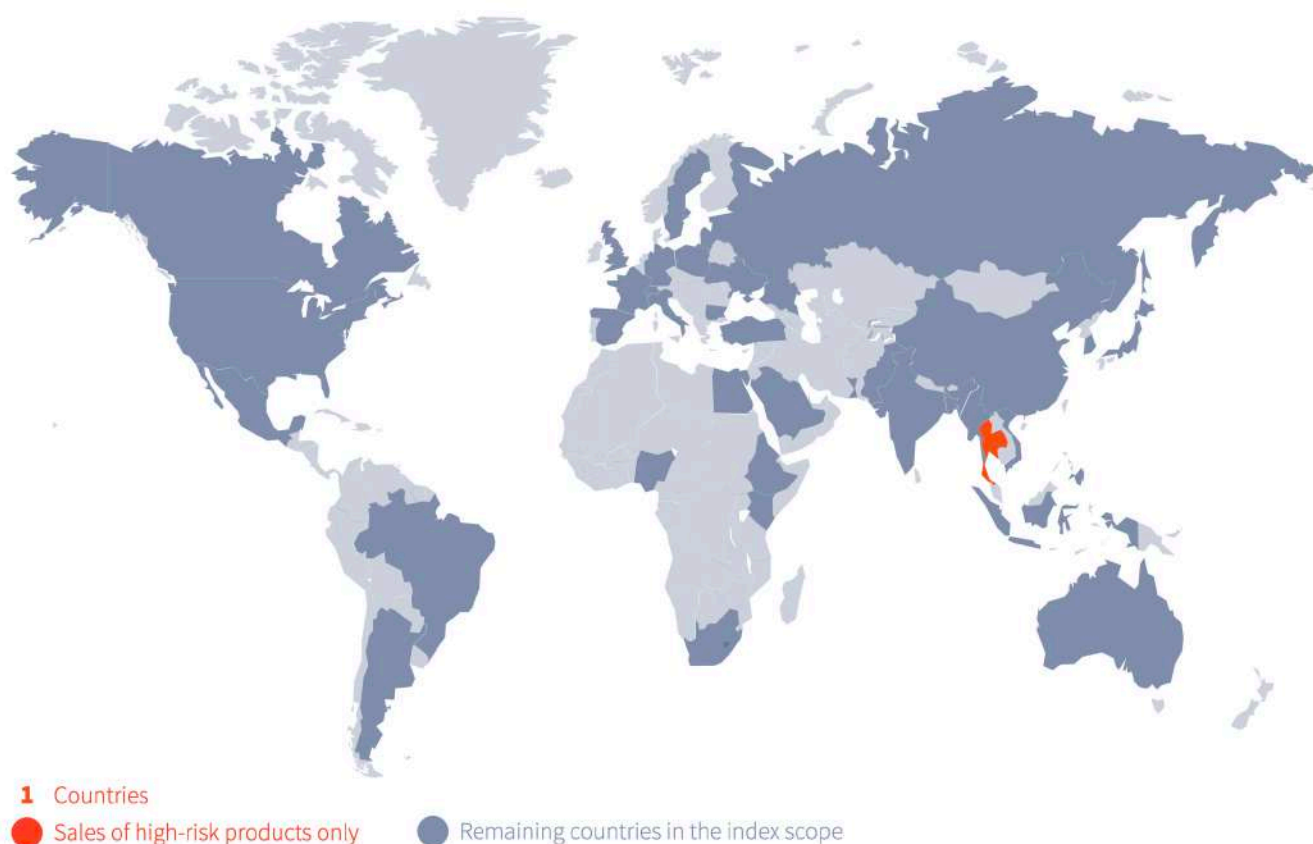 1 Countries
Sales of high-risk products only
Remaining countries in the index scope